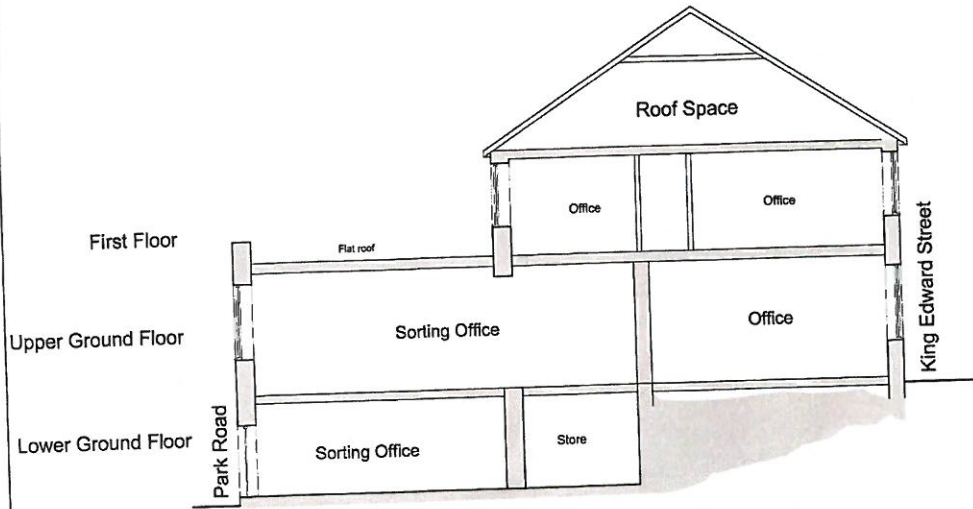 Roof Space
Office
Office
First Floor
Flat roof
King Edward Street
Upper Ground Floor
Sorting Office
Office
Lower Ground Floor
Park Road
Sorting Office
Store